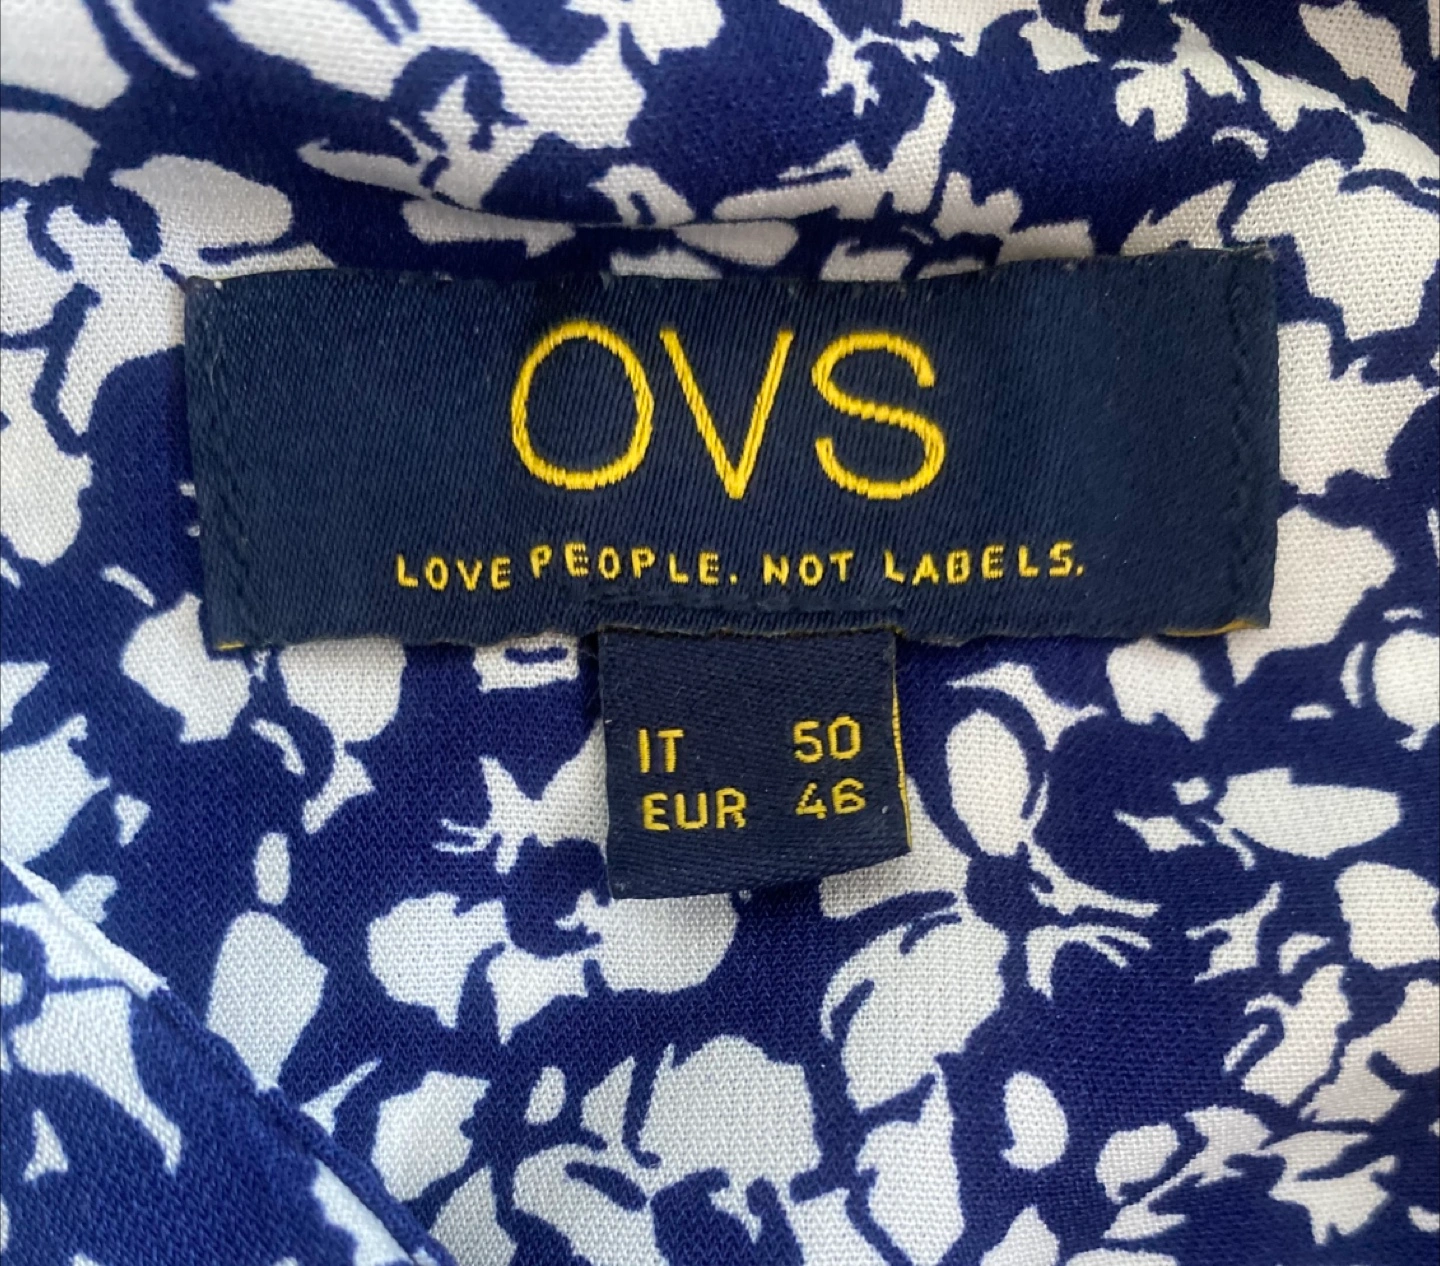 OVS
LOVE PEOPLE. NOT LABELS.
IT 50
EUR 46